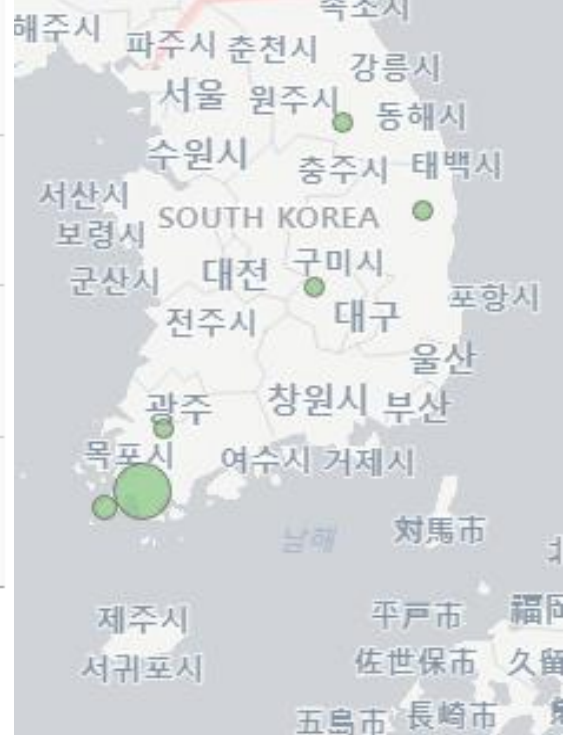 속초시
해주시
파주시 춘천시
강릉시
서울 원주시
동해시
수원시
충주시 태백시
서산시
SOUTH KOREA
보령시
대전 구미시
군산시
포항시
전주시 대구
울산
광주 창원시 부산
목포시 여수시 거제시
남해
対馬市
제주시
平戸市 福岡
서귀포시
佐世保市 久留
五島市 長崎市